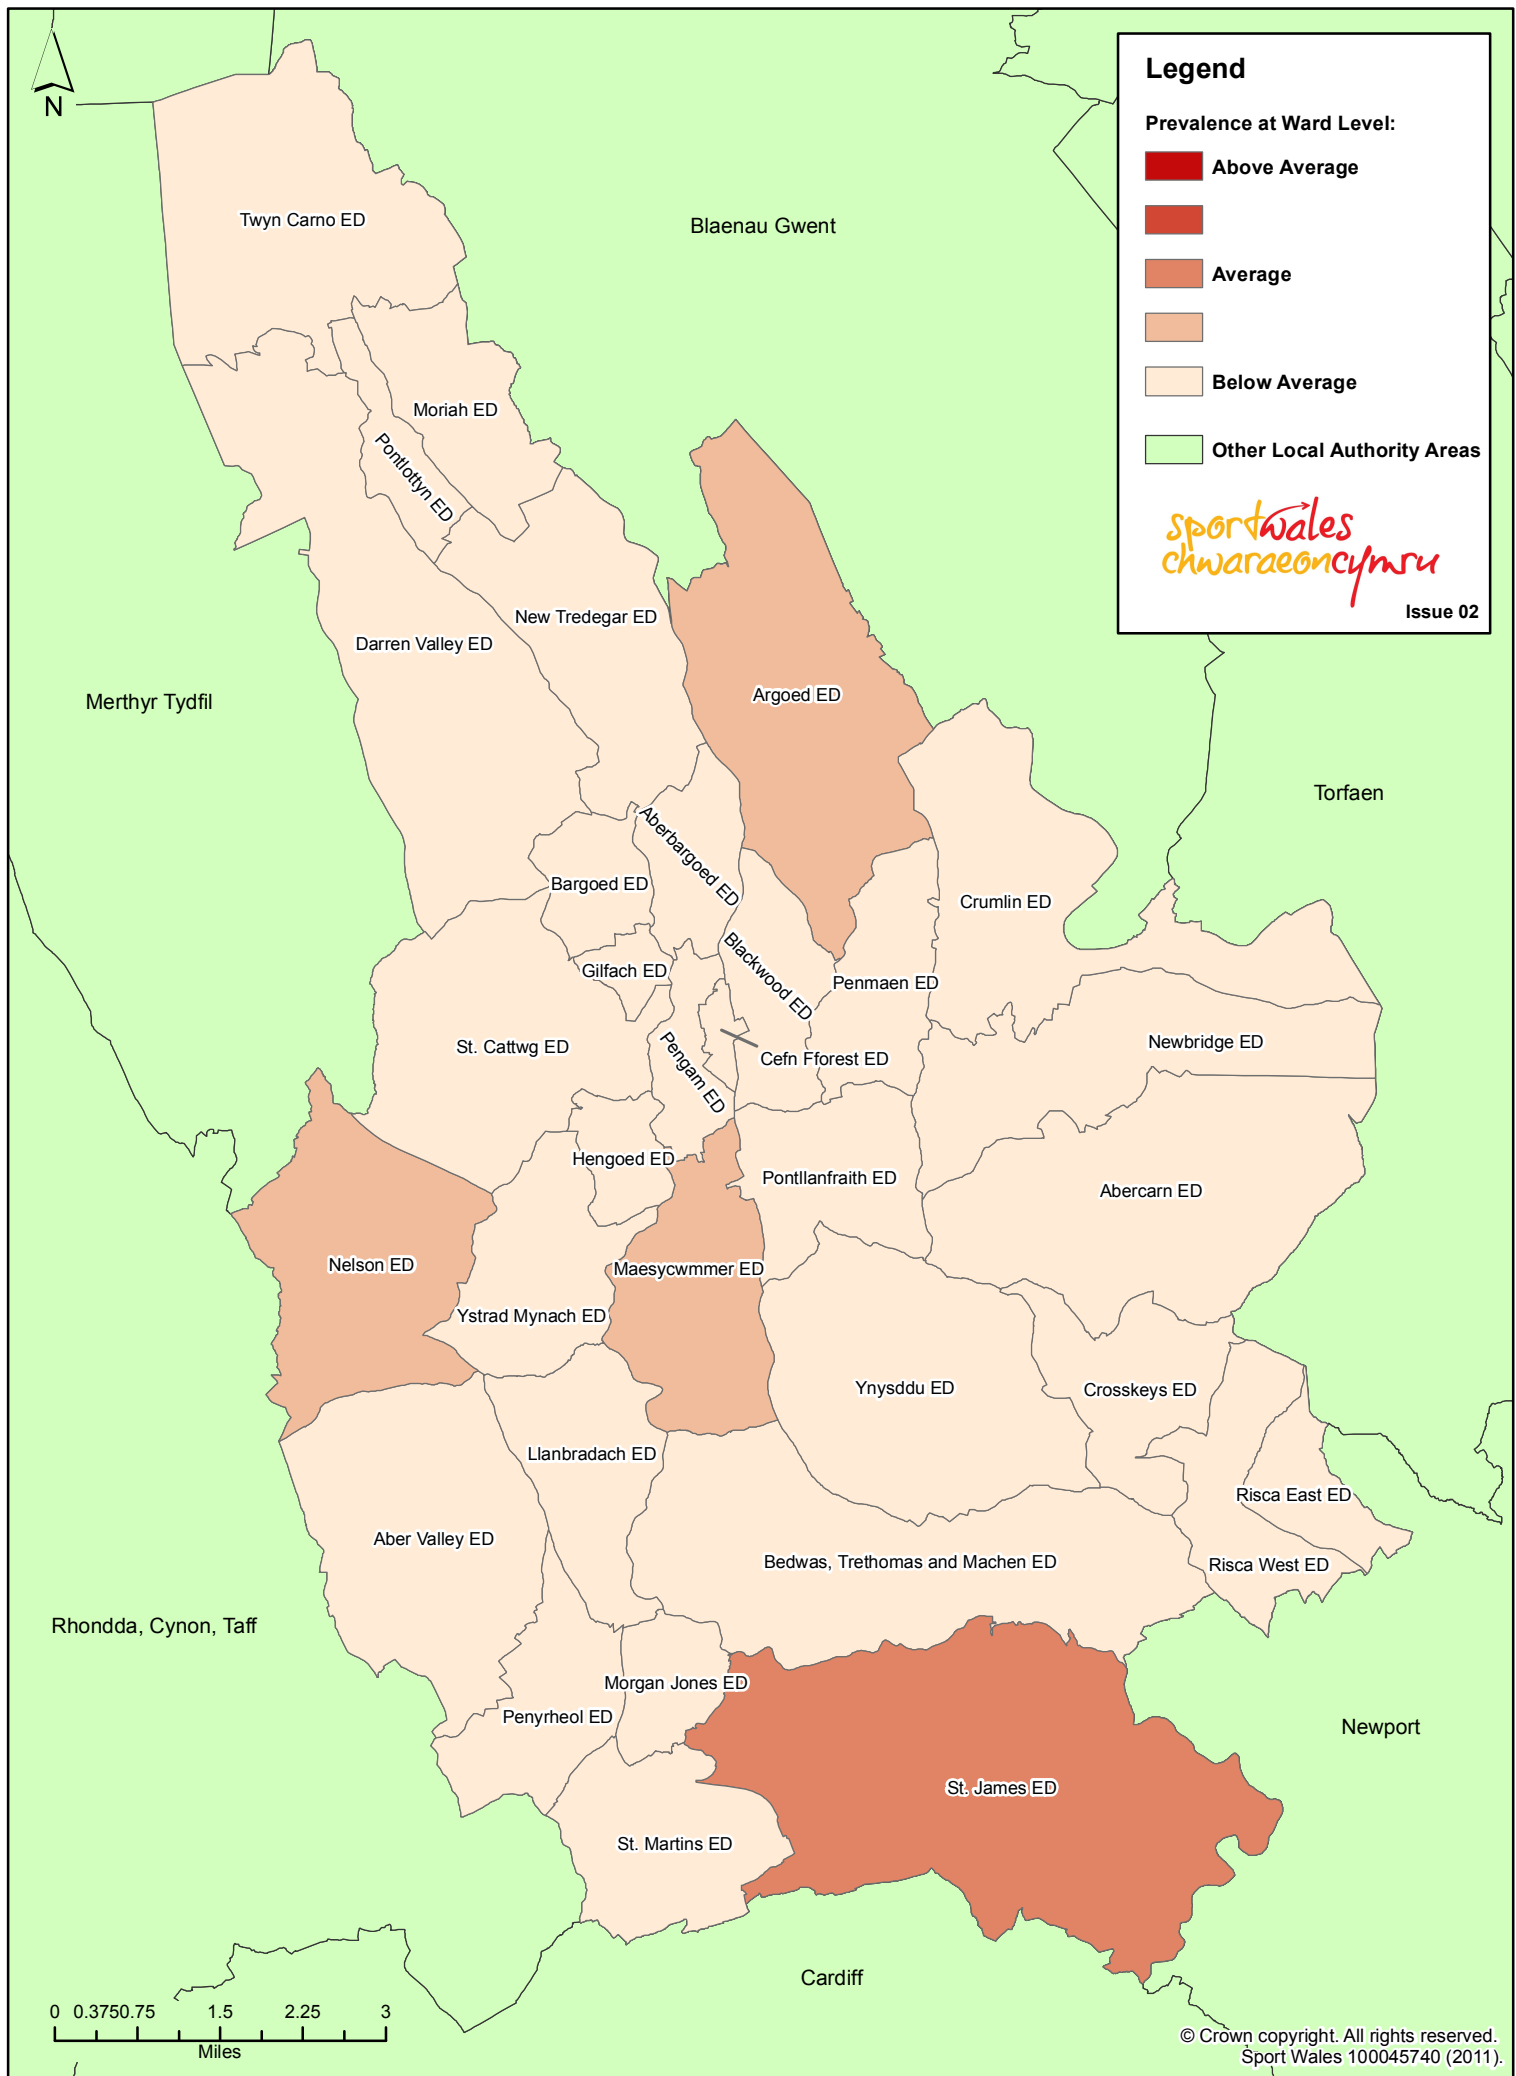 N
Legend
Prevalence at Ward Level:
Above Average
Average
Below Average
Other Local Authority Areas
sportwales
chwaraeoncymru
Issue 02
Twyn Carno ED
Blaenau Gwent
Moriah ED
Pontlottyn ED
New Tredegar ED
Darren Valley ED
Merthyr Tydfil
Argoed ED
Torfaen
Aberbargoed ED
Bargoed ED
Crumlin ED
Blackwood ED
Gilfach ED
Penmaen ED
St. Cattwg ED
Newbridge ED
Pengam ED
Cefn Fforest ED
Hengoed ED
Pontllanfraith ED
Abercarn ED
Nelson ED
Maesycwmmer ED
Ystrad Mynach ED
Ynysddu ED
Crosskeys ED
Llanbradach ED
Risca East ED
Aber Valley ED
Bedwas, Trethomas and Machen ED
Risca West ED
Rhondda, Cynon, Taff
Morgan Jones ED
Penyrheol ED
Newport
St. James ED
St. Martins ED
Cardiff
0 0.375 0.75 1.5 2.25 3
Miles
© Crown copyright. All rights reserved.
Sport Wales 100045740 (2011).